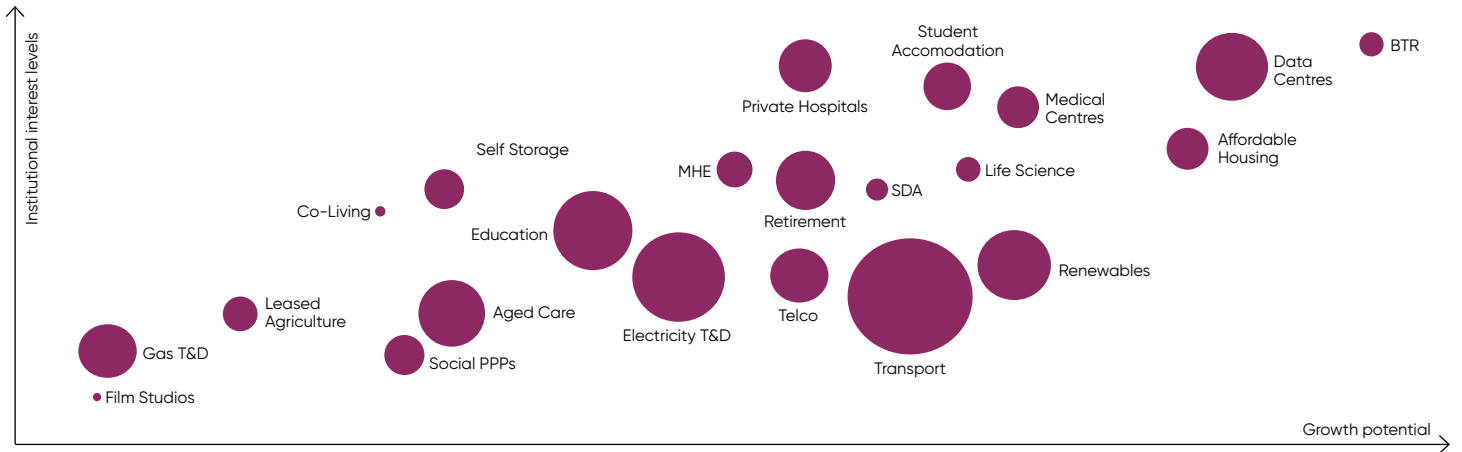 Institutional interest levels
Student
Accomodation
BTR
Data
Centres
Private Hospitals
Medical
Centres
Affordable
Housing
Self Storage
MHE
Life Science
SDA
Co-Living
Retirement
Education
Renewables
Leased
Agriculture
Aged Care
Telco
Electricity T&D
Gas T&D
Social PPPs
Transport
Film Studios
Growth potential